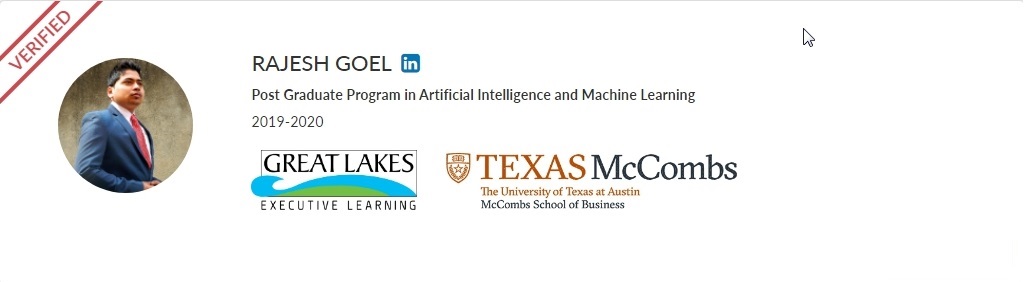 VERIFIED
RAJESH GOEL in
Post Graduate Program in Artificial Intelligence and Machine Learning
2019-2020
GREAT LAKES
EXECUTIVE LEARNING
TEXAS McCombs
The University of Texas at Austin
McCombs School of Business